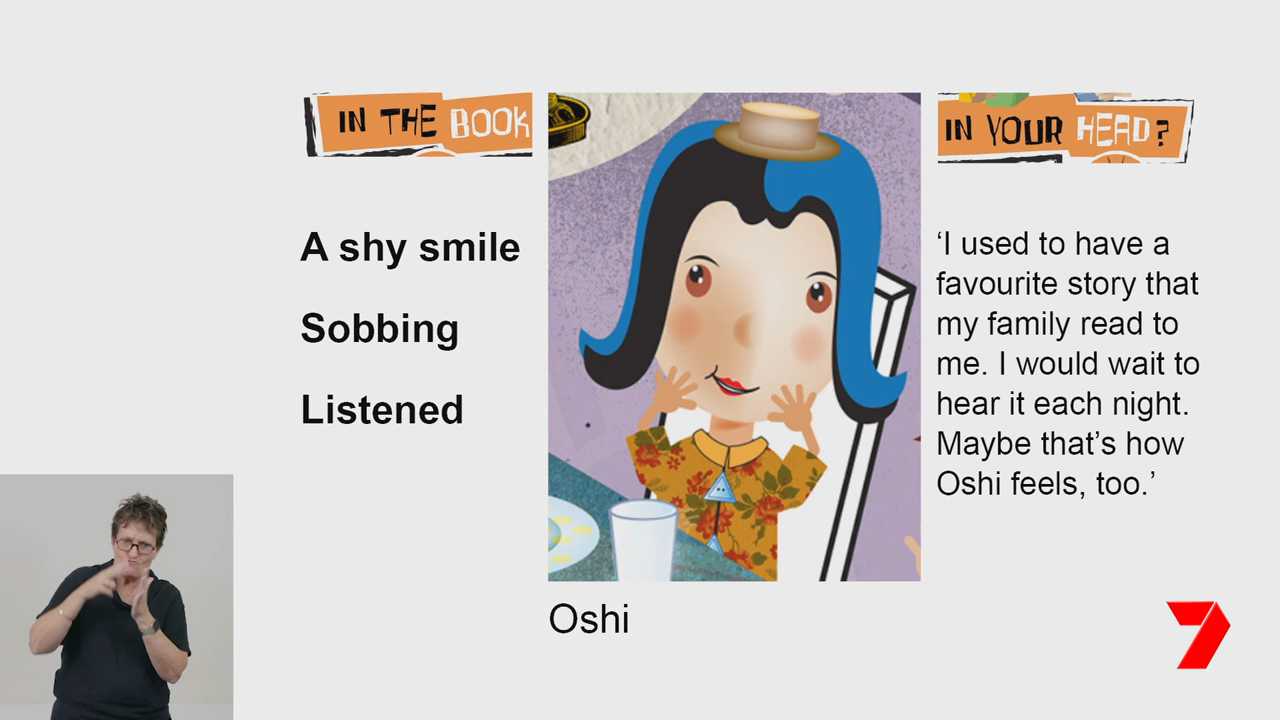 IN THE BOOK
A shy smile
Sobbing
Listened
Oshi
IN YOUR HEAD?
‘I used to have a
favourite story that
my family read to
me. I would wait to
hear it each night.
Maybe that’s how
Oshi feels, too.’
7